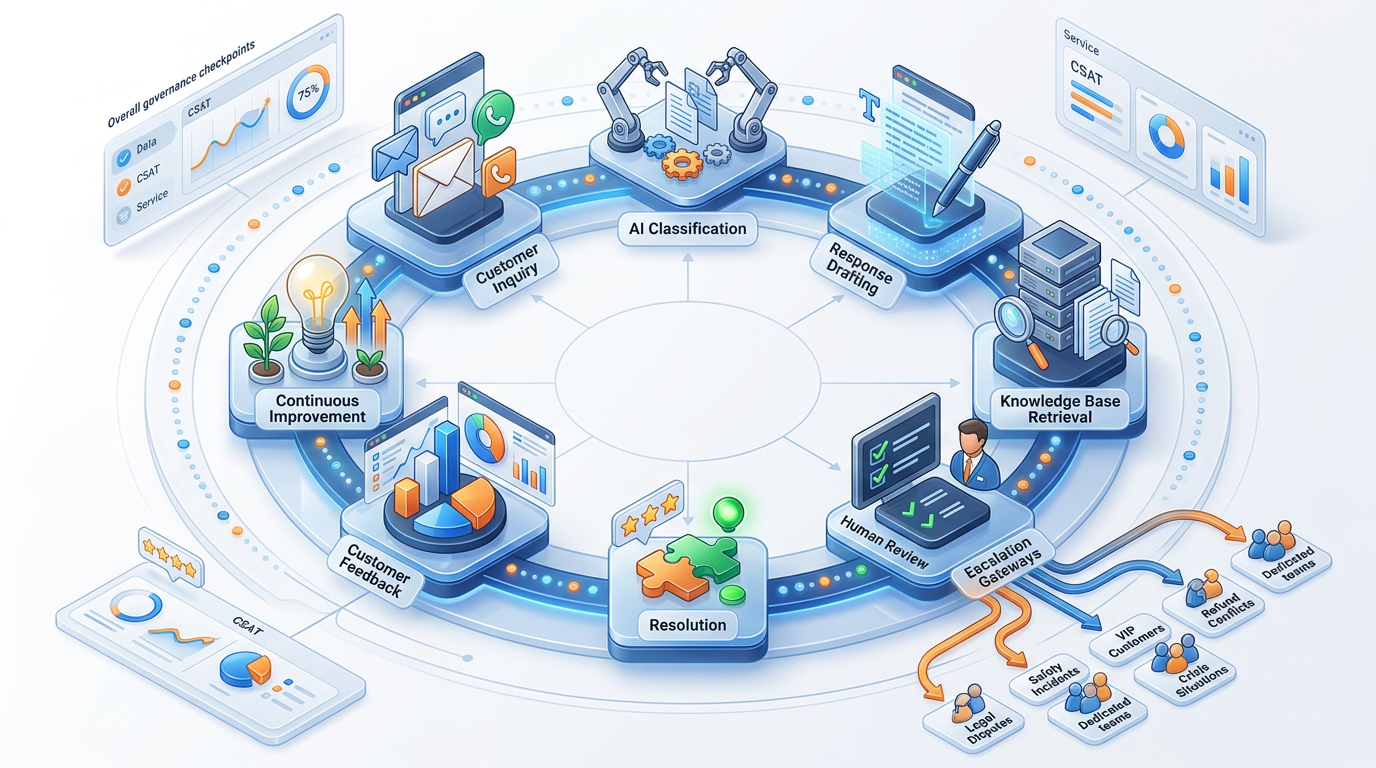 Overall governance checkpoints
Data
CSAT
Service
CSAT
75%
Service
CSAT
T
Customer
Inquiry
AI Classification
Response
Drafting
Knowledge Base
Retrieval
Human Review
Escalation
Gateways
Resolution
Customer
Feedback
Continuous
Improvement
CSAT
Dedicated
teams
Refund
Conflicts
VIP
Customers
Crisis
Situations
Safety
Incidents
Dedicated
teams
Legal
Disputes